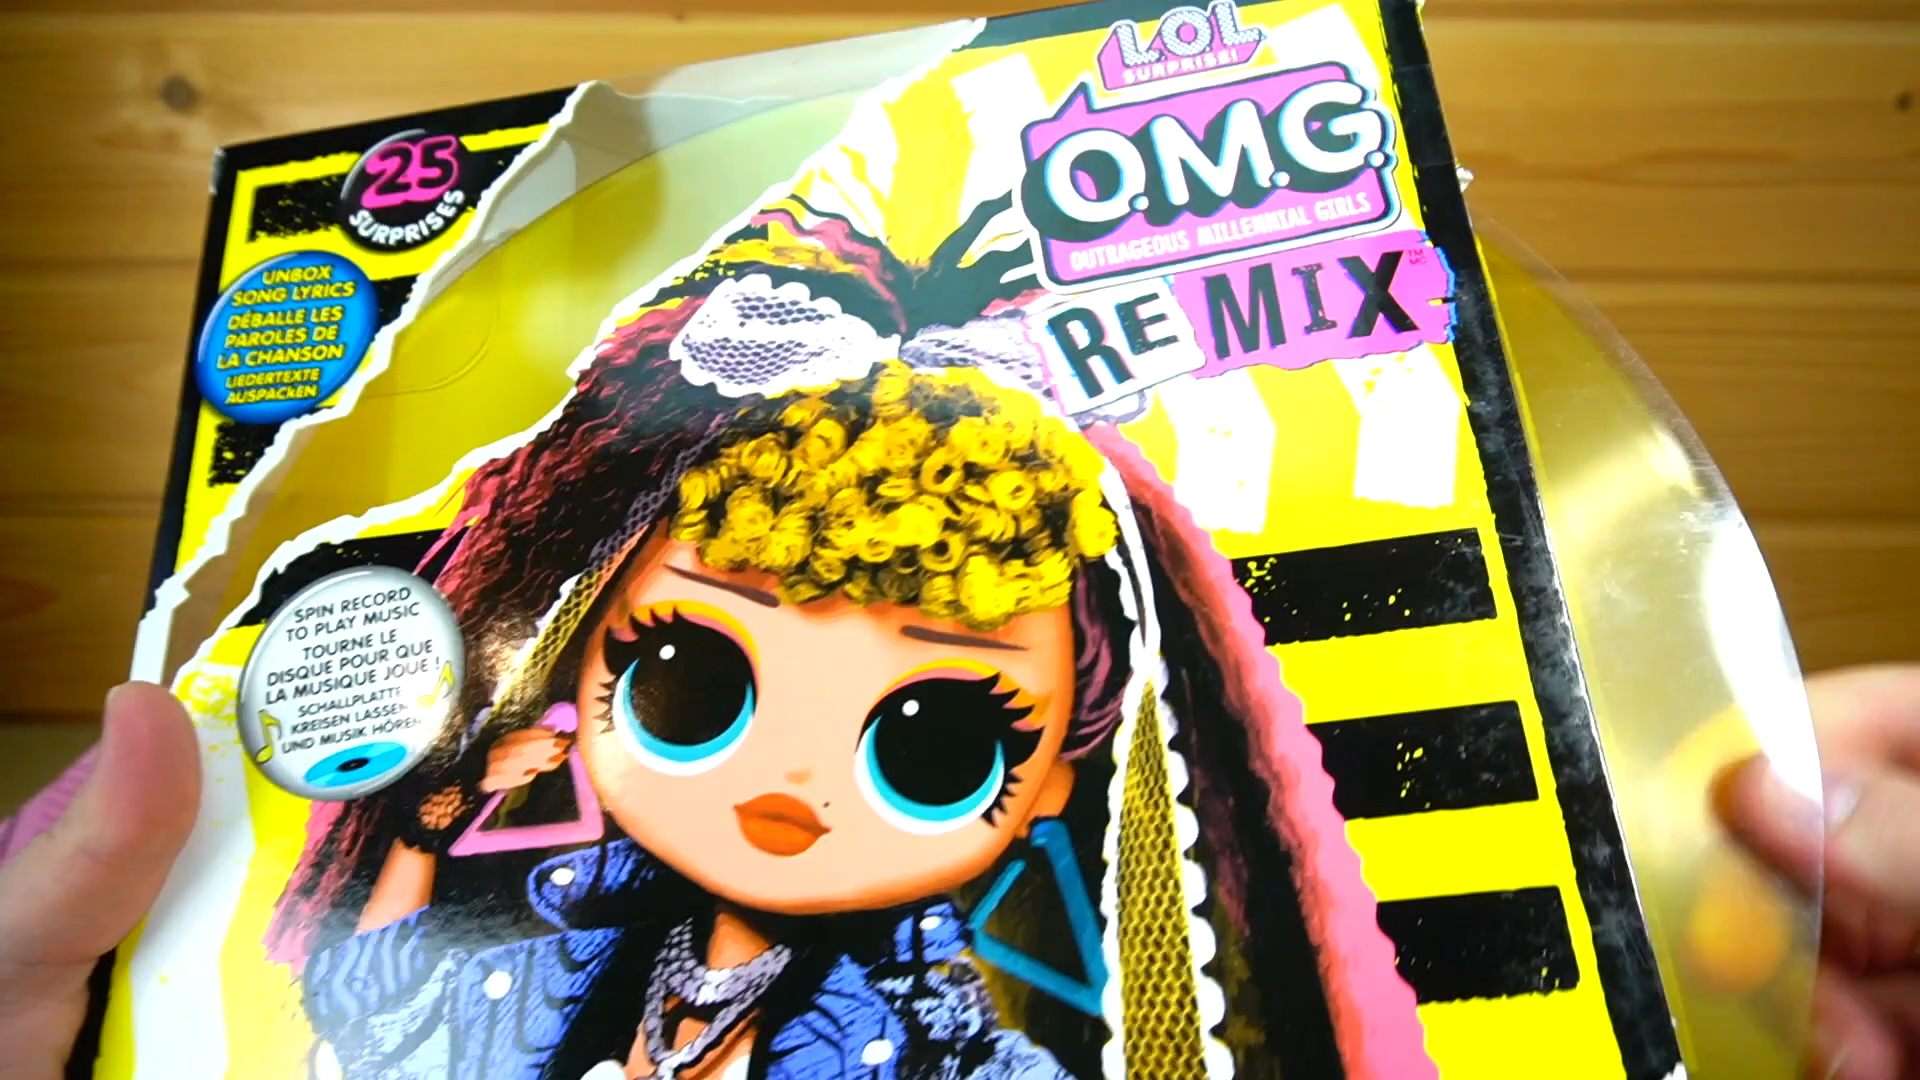 L.O.L.
SURPRISE!
O.M.G.
OUTRAGEOUS MILLENNIAL GIRLS
REMIX
TM
MC
25
SURPRISES
UNBOX
SONG LYRICS
DÉBALLE LES
PAROLES DE
LA CHANSON
LIEDERTEXTE
AUSPACKEN
SPIN RECORD
TO PLAY MUSIC
TOURNE LE
DISQUE POUR QUE
LA MUSIQUE JOUE !
SCHALLPLATTE
KREISEN LASSEN
UND MUSIK HÖREN